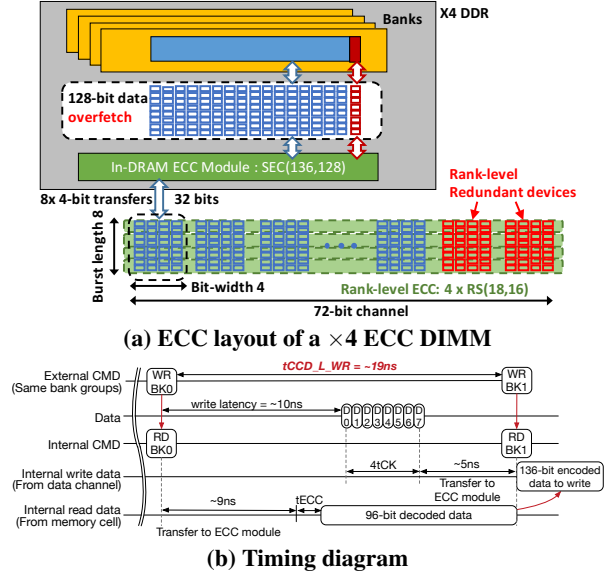 X4 DDR
Banks
128-bit data
overfetch
In-DRAM ECC Module : SEC(136,128)
8x 4-bit transfers
32 bits
Rank-level
Redundant devices
Burst length 8
Bit-width 4
Rank-level ECC: 4 x RS(18,16)
72-bit channel
(a) ECC layout of a ×4 ECC DIMM
External CMD
(Same bank groups)
WR
BK0
tCCD_L_WR = ~19ns
WR
BK1
Data
write latency = ~10ns
D D D D D D D D
0 1 2 3 4 5 6 7
Internal CMD
RD
BK0
RD
BK1
Internal write data
(From data channel)
4tCK
~5ns
Transfer to
ECC module
136-bit encoded
data to write
Internal read data
(From memory cell)
~9ns
tECC
Transfer to ECC module
96-bit decoded data
(b) Timing diagram